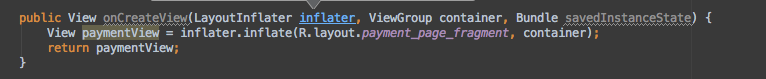 public View onCreateView(LayoutInflater inflater, ViewGroup container, Bundle savedInstanceState) {
View paymentView = inflater.inflate(R.layout.payment_page_fragment, container);
return paymentView;
}